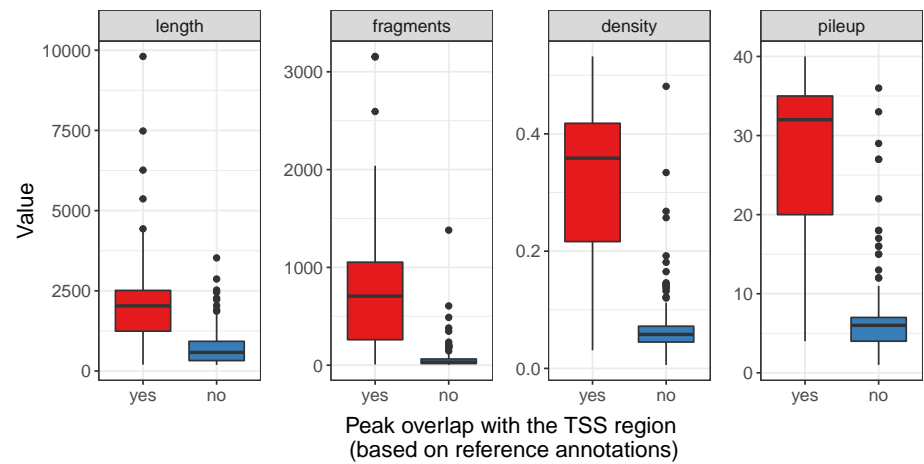 length
fragments
density
pileup
Value
10000
7500
5000
2500
0
3000
2000
1000
0
0.4
0.2
0.0
40
30
20
10
0
yes no
yes no
yes no
yes no
Peak overlap with the TSS region
(based on reference annotations)